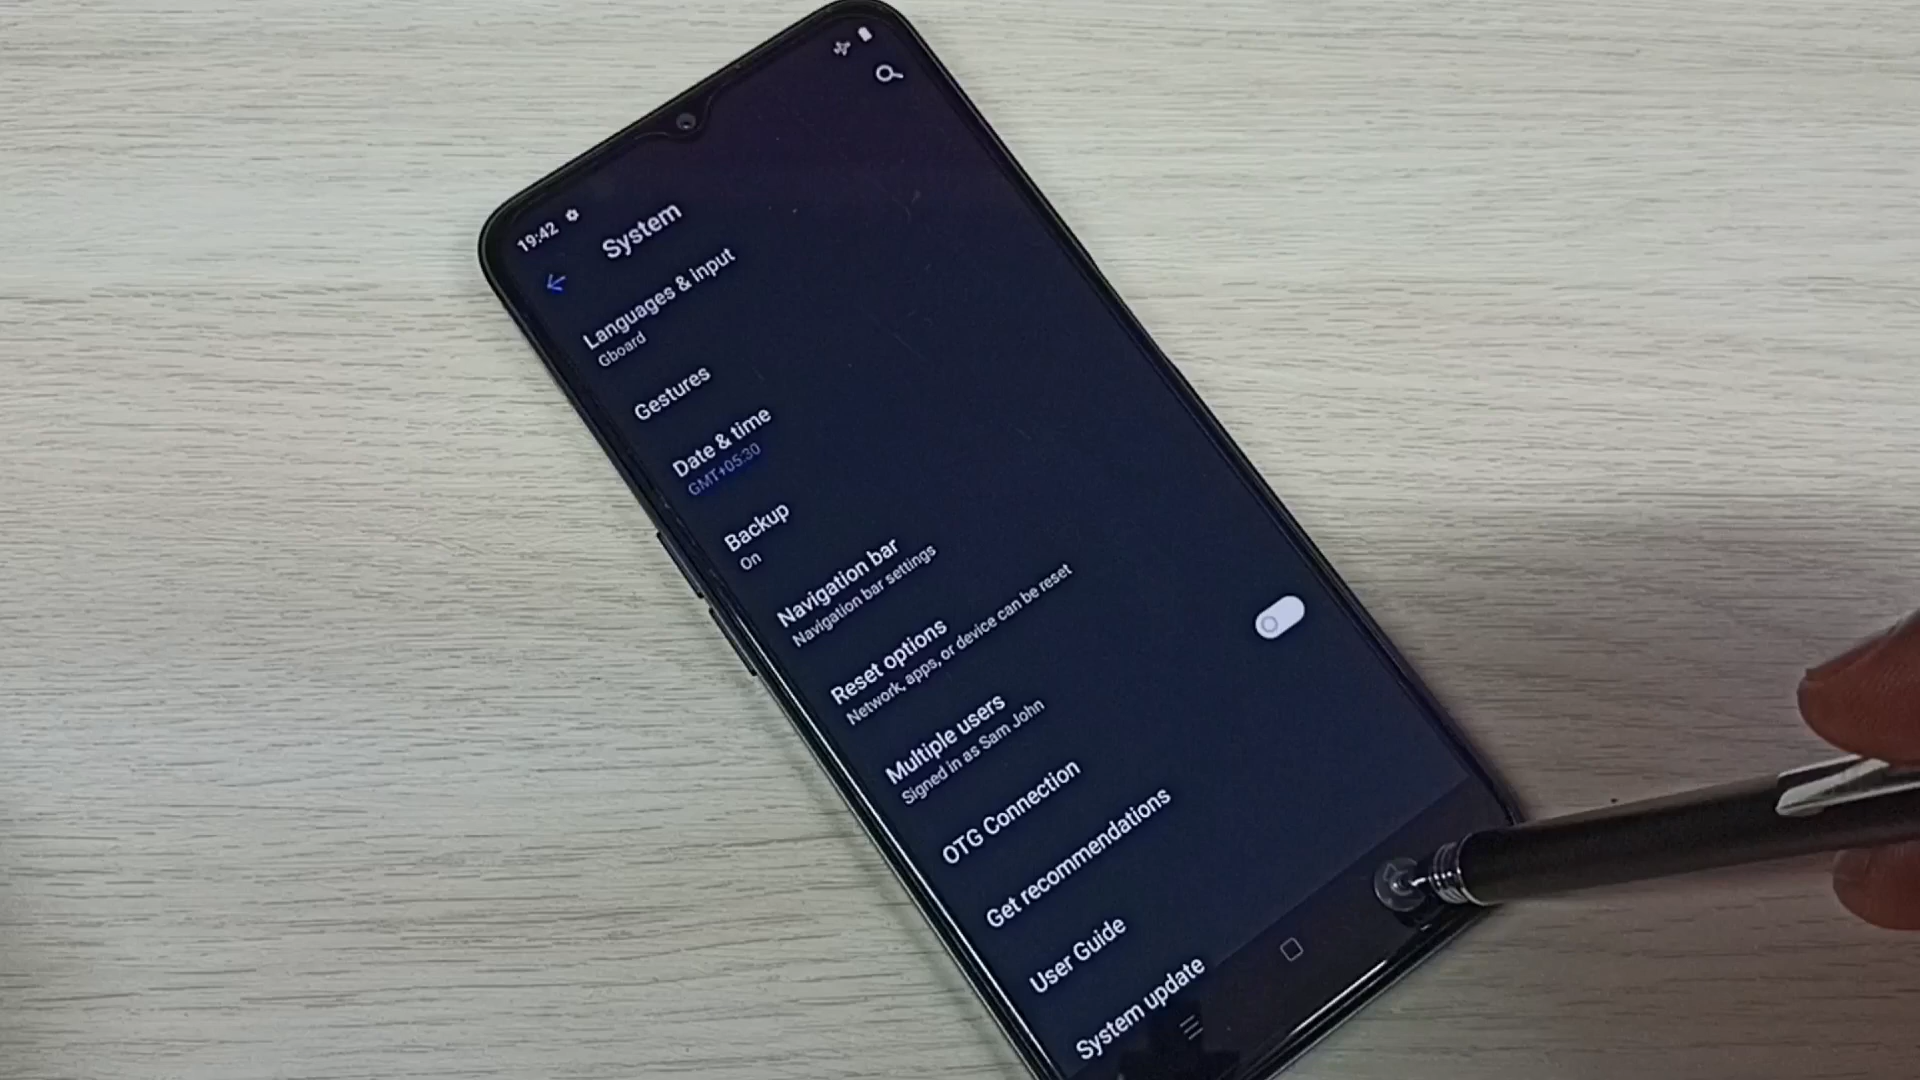 19:42
System
Languages & input
Gboard
Gestures
Date & time
GMT+05:30
Backup
On
Navigation bar
Navigation bar settings
Reset options
Network, apps, or device can be reset
Multiple users
Signed in as Sam John
OTG Connection
Get recommendations
User Guide
System update